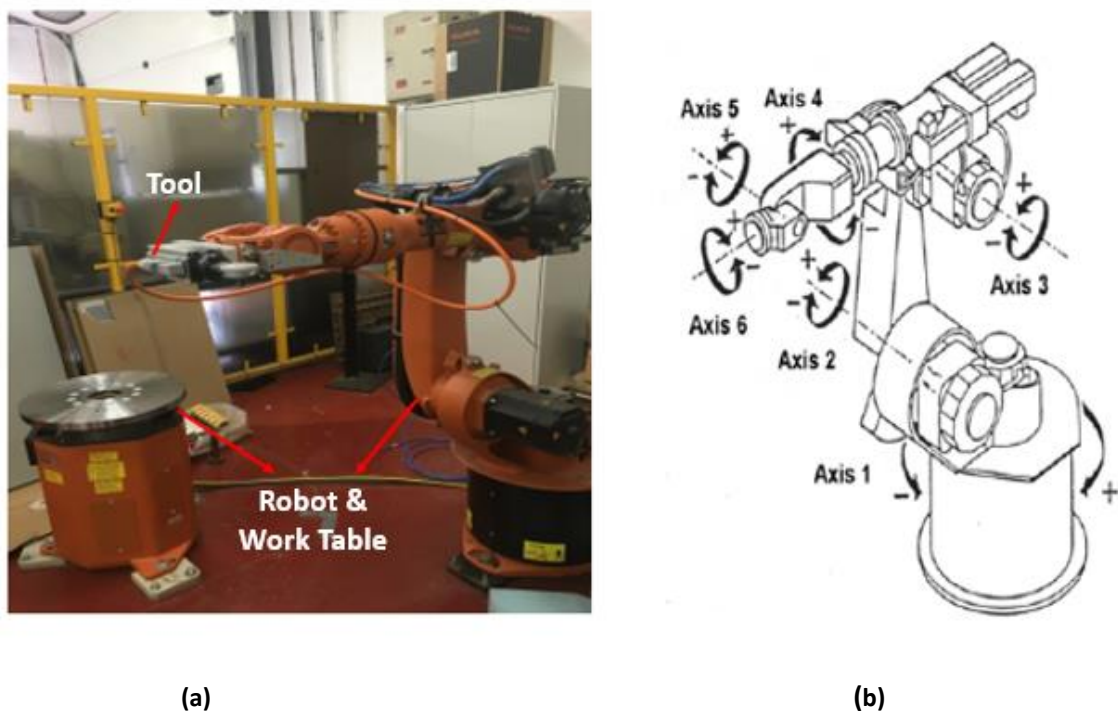 Tool
Robot &
Work Table
Axis 5
Axis 4
+
+
-
+
-
+
-
-
+
-
+
-
Axis 3
Axis 6
Axis 2
Axis 1
-
+
(a)
(b)